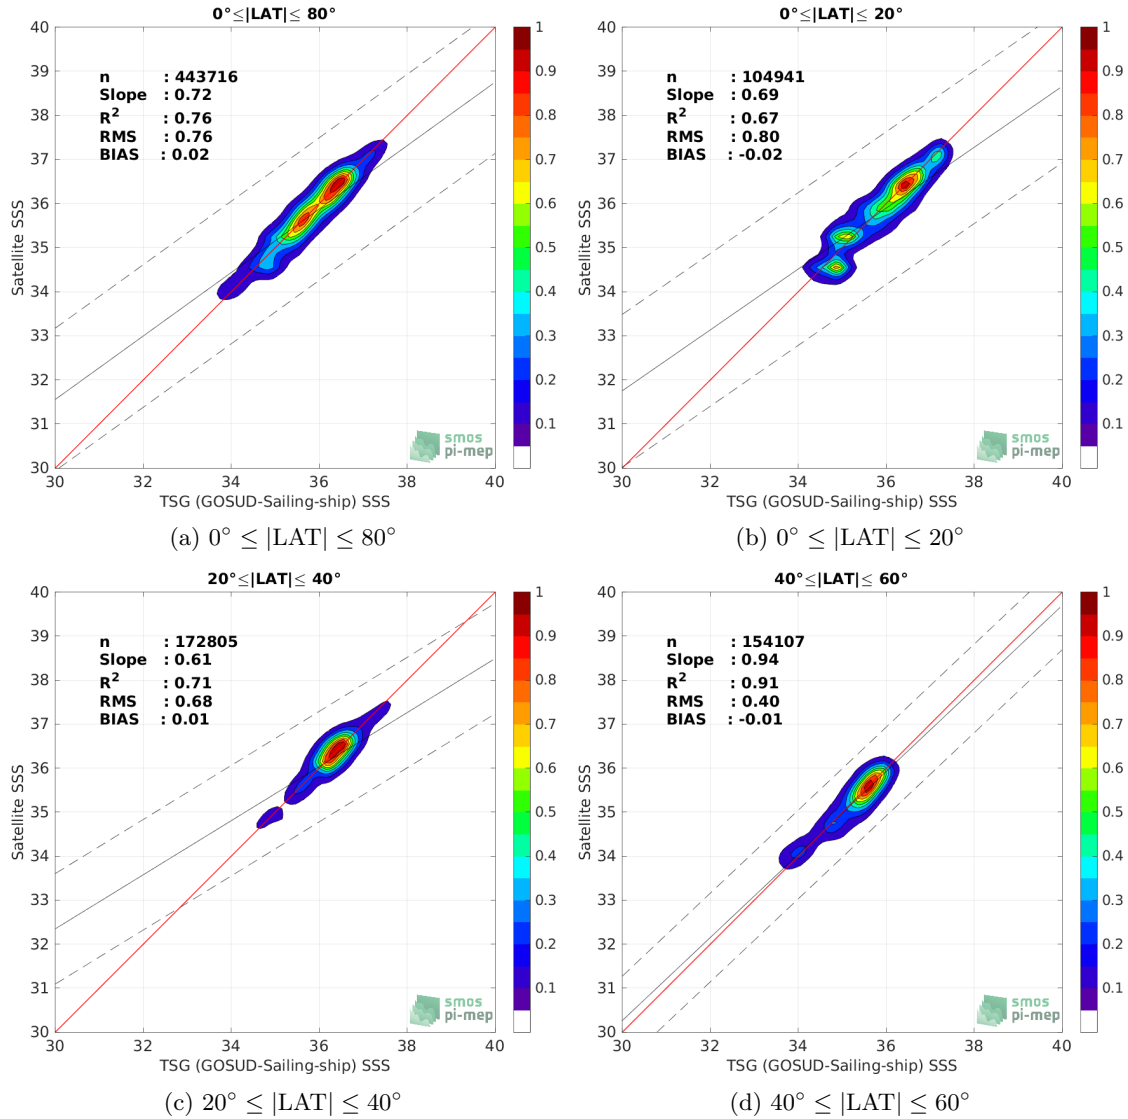 0°≤|LAT|≤ 80°
40
39
38
37
36
35
34
33
32
31
30
Satellite SSS
n : 443716
Slope : 0.72
R² : 0.76
RMS : 0.76
BIAS : 0.02
smos
pi-mep
30 32 34 36 38 40
TSG (GOSUD-Sailing-ship) SSS
1
0.9
0.8
0.7
0.6
0.5
0.4
0.3
0.2
0.1
(a) 0° ≤ |LAT| ≤ 80°
0°≤|LAT|≤ 20°
40
39
38
37
36
35
34
33
32
31
30
Satellite SSS
n : 104941
Slope : 0.69
R² : 0.67
RMS : 0.80
BIAS : -0.02
smos
pi-mep
30 32 34 36 38 40
TSG (GOSUD-Sailing-ship) SSS
1
0.9
0.8
0.7
0.6
0.5
0.4
0.3
0.2
0.1
(b) 0° ≤ |LAT| ≤ 20°
20°≤|LAT|≤ 40°
40
39
38
37
36
35
34
33
32
31
30
Satellite SSS
n : 172805
Slope : 0.61
R² : 0.71
RMS : 0.68
BIAS : 0.01
smos
pi-mep
30 32 34 36 38 40
TSG (GOSUD-Sailing-ship) SSS
1
0.9
0.8
0.7
0.6
0.5
0.4
0.3
0.2
0.1
(c) 20° ≤ |LAT| ≤ 40°
40°≤|LAT|≤ 60°
40
39
38
37
36
35
34
33
32
31
30
Satellite SSS
n : 154107
Slope : 0.94
R² : 0.91
RMS : 0.40
BIAS : -0.01
smos
pi-mep
30 32 34 36 38 40
TSG (GOSUD-Sailing-ship) SSS
1
0.9
0.8
0.7
0.6
0.5
0.4
0.3
0.2
0.1
(d) 40° ≤ |LAT| ≤ 60°